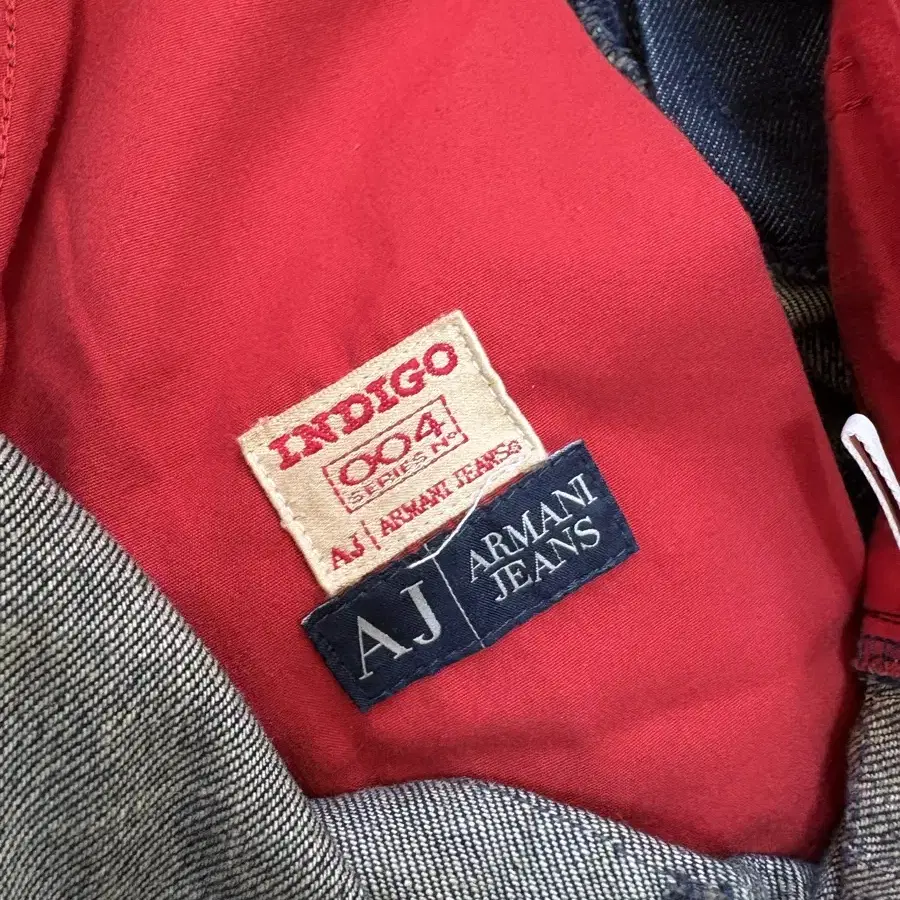 INDIGO
004
SERIES No
AJ | ARMANI JEANS
AJ | ARMANI
JEANS